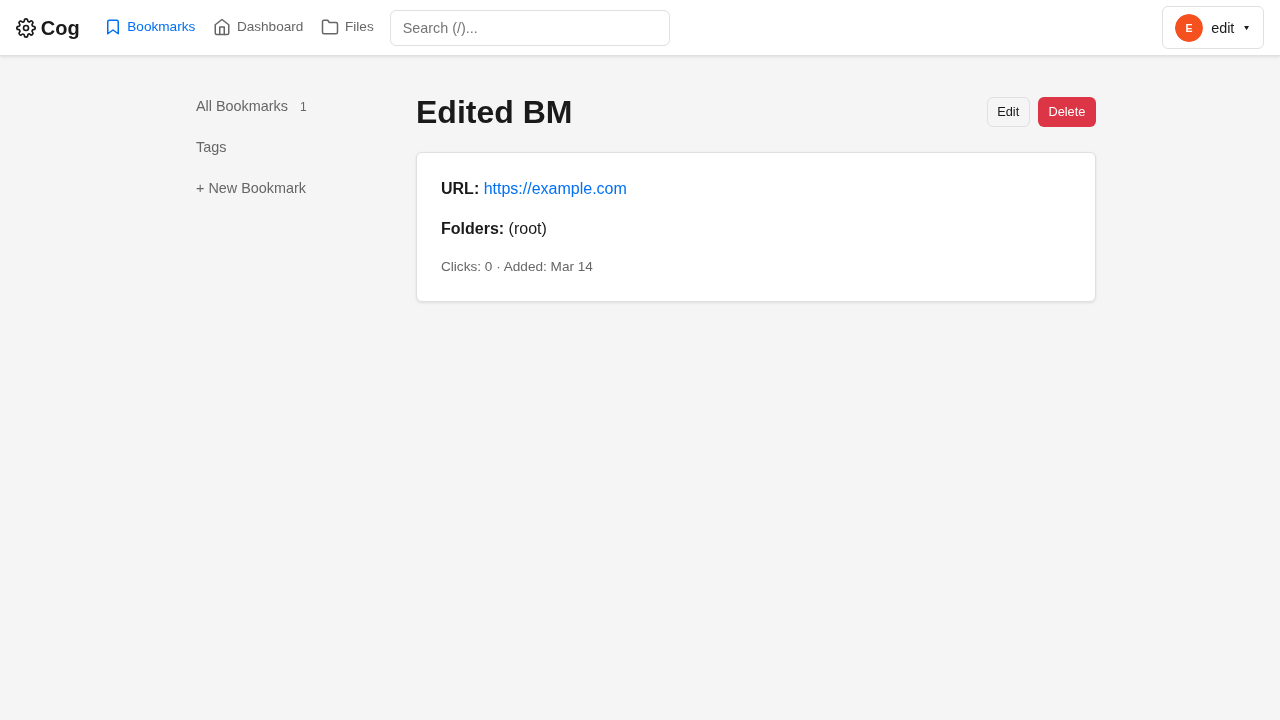 Cog
Bookmarks
Dashboard
Files
Search (/)...
E
edit
All Bookmarks 1
Tags
+ New Bookmark
Edited BM
Edit
Delete
URL: https://example.com
Folders: (root)
Clicks: 0 · Added: Mar 14